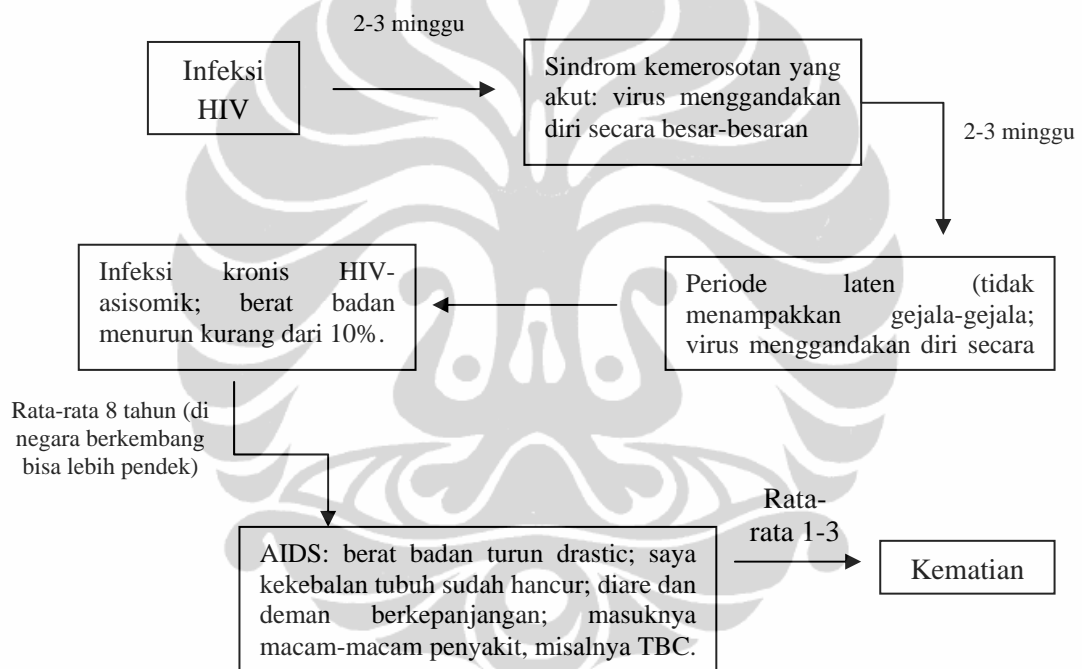 2-3 minggu
Infeksi
HIV
Sindrom kemerosotan yang
akut: virus menggandakan
diri secara besar-besaran
2-3 minggu
Periode laten (tidak
menampakkan gejala-gejala;
virus menggandakan diri secara
Infeksi kronis HIV-
asisomik; berat badan
menurun kurang dari 10%.
Rata-rata 8 tahun (di
negara berkembang
bisa lebih pendek)
AIDS: berat badan turun drastic; saya
kekebalan tubuh sudah hancur; diare dan
deman berkepanjangan; masuknya
macam-macam penyakit, misalnya TBC.
Rata-
rata 1-3
Kematian